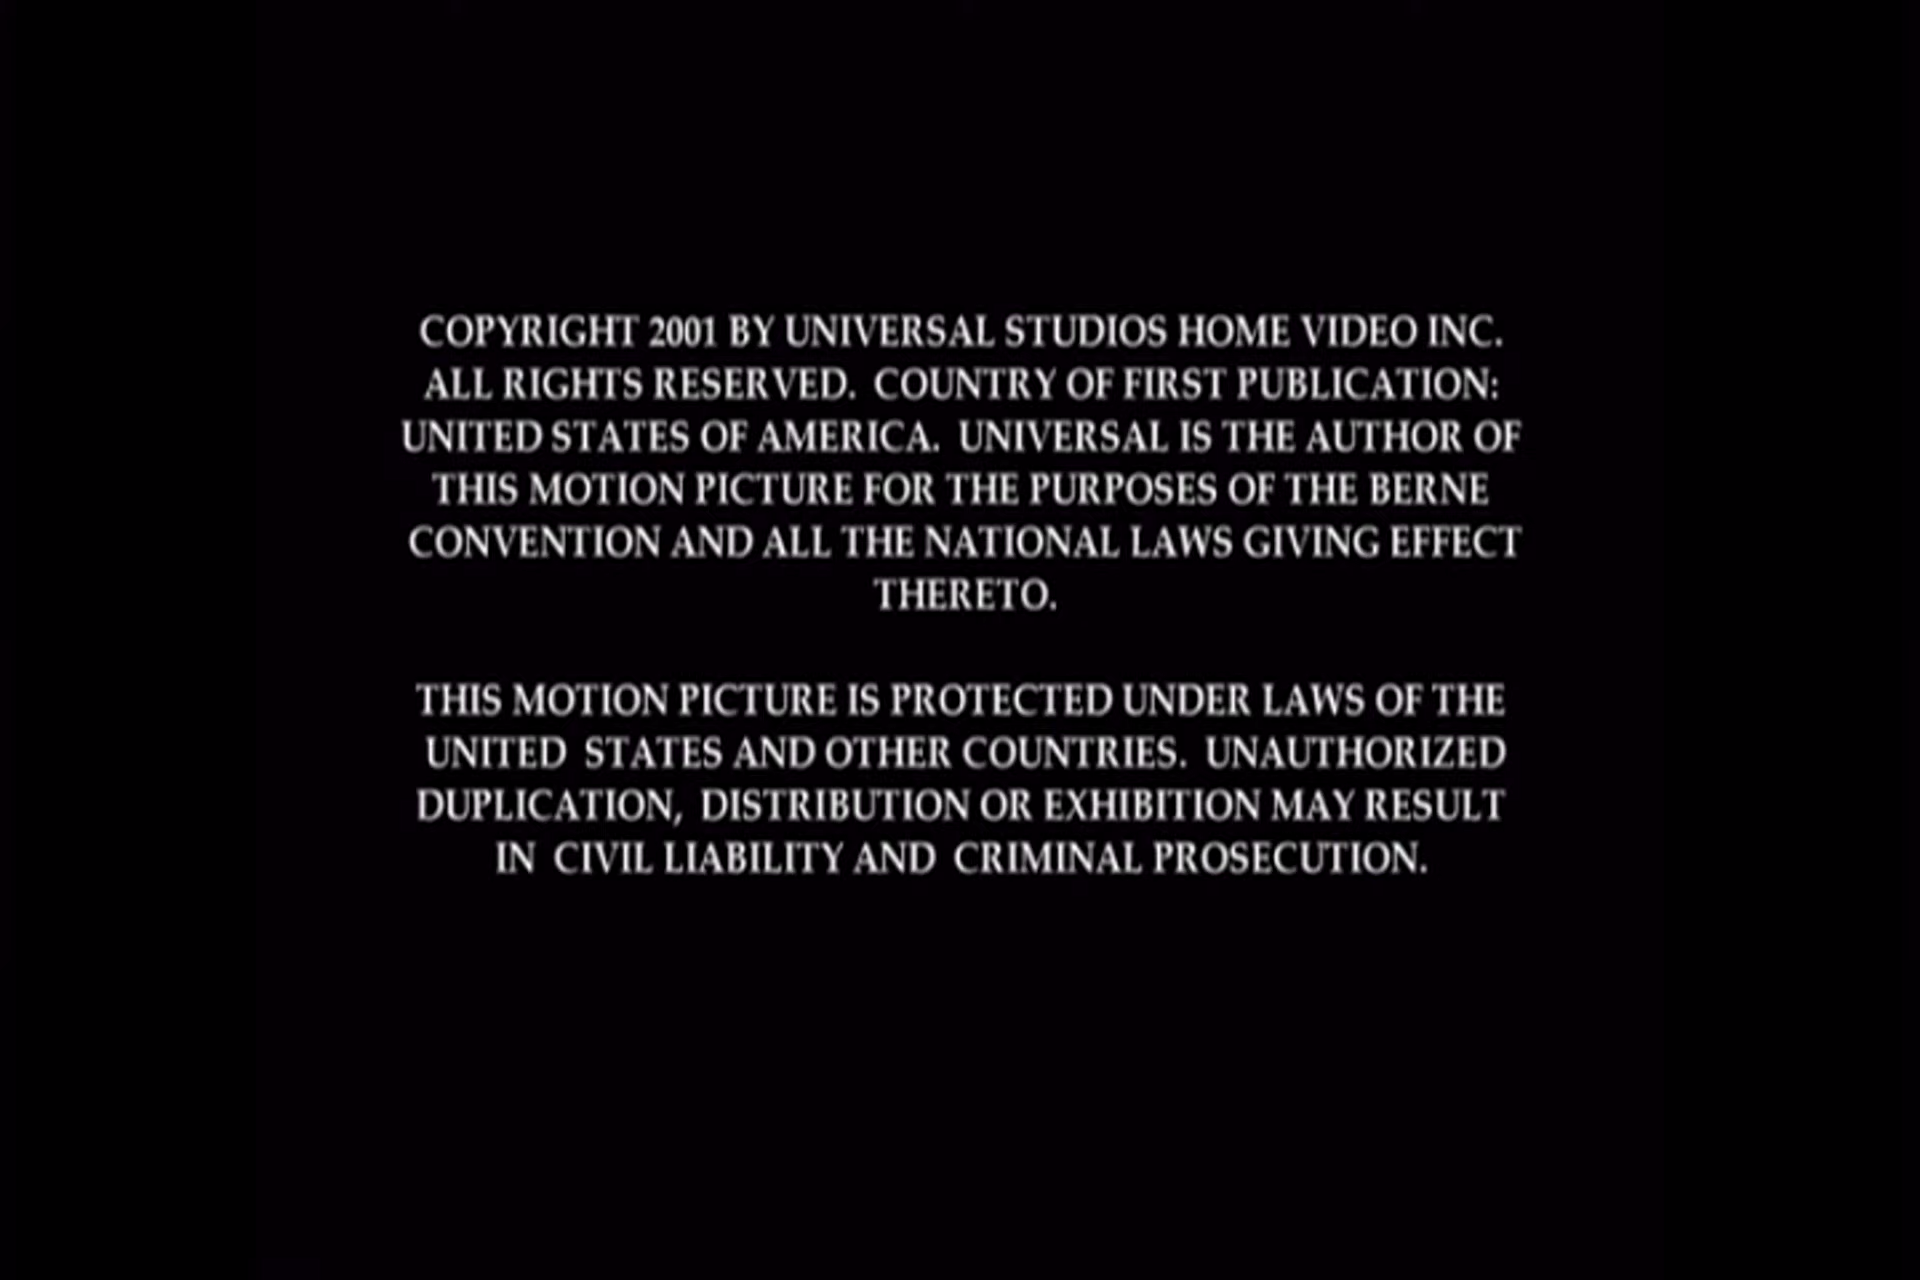 COPYRIGHT 2001 BY UNIVERSAL STUDIOS HOME VIDEO INC.
ALL RIGHTS RESERVED. COUNTRY OF FIRST PUBLICATION:
UNITED STATES OF AMERICA. UNIVERSAL IS THE AUTHOR OF
THIS MOTION PICTURE FOR THE PURPOSES OF THE BERNE
CONVENTION AND ALL THE NATIONAL LAWS GIVING EFFECT
THERETO.
THIS MOTION PICTURE IS PROTECTED UNDER LAWS OF THE
UNITED STATES AND OTHER COUNTRIES. UNAUTHORIZED
DUPLICATION, DISTRIBUTION OR EXHIBITION MAY RESULT
IN CIVIL LIABILITY AND CRIMINAL PROSECUTION.